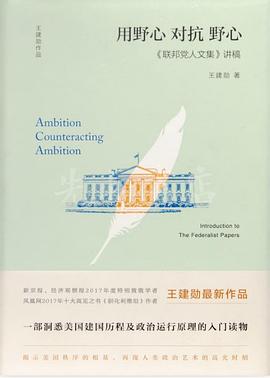 王建勋作品
用野心 对抗 野心
《联邦党人文集》讲稿
王建勋 著
Ambition
Counteracting
Ambition
Introduction to
The Federalist Papers
新京报、经济观察报2017年度特别致敬学者
凤凰网2017年十大高见之书《驯化利维坦》作者
王建勋最新作品
一部洞悉美国建国历程及政治运行原理的入门读物
揭示美国秩序的根基，再现人类政治艺术的高光时刻